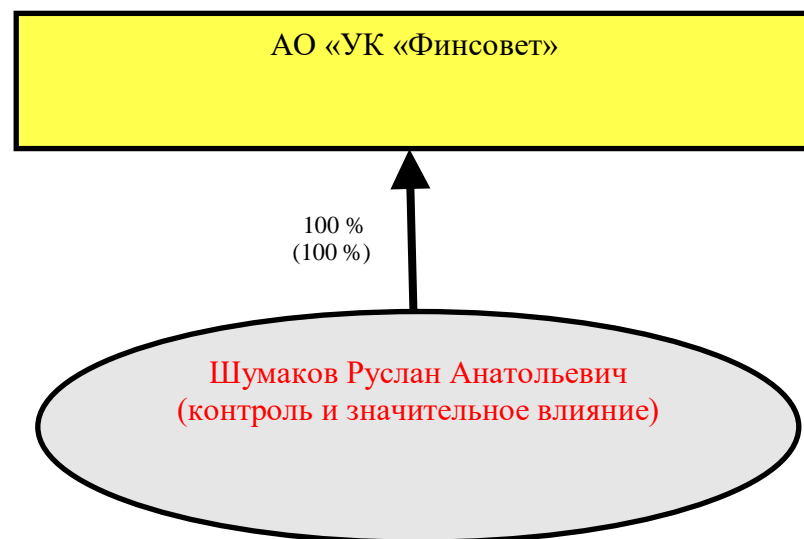 АО «УК «Финсовет»
100 %
(100 %)
Шумаков Руслан Анатольевич
(контроль и значительное влияние)